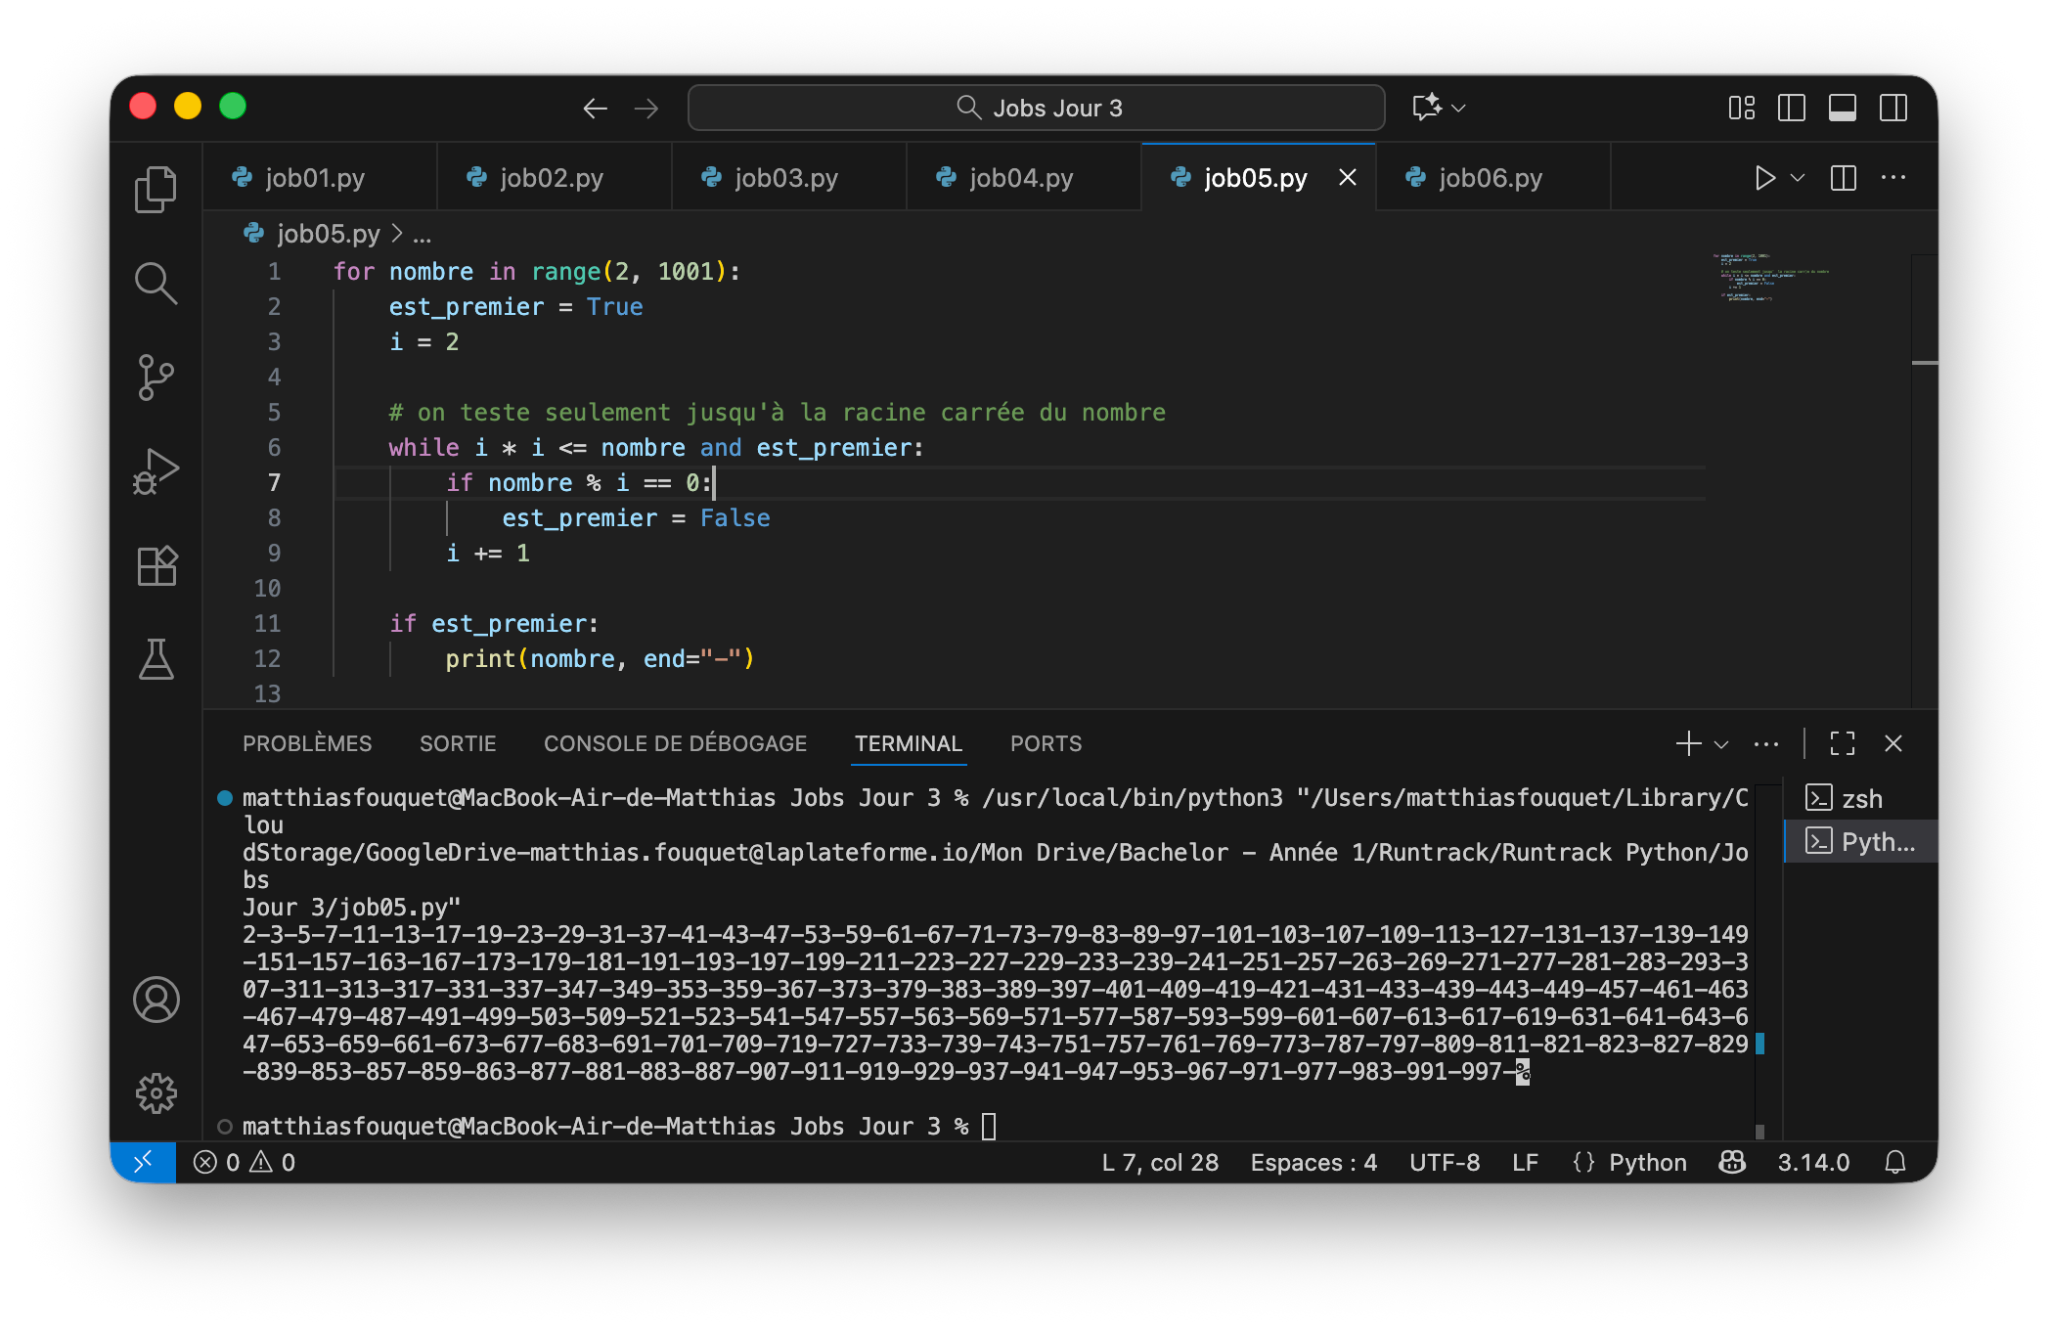 Jobs Jour 3
job01.py
job02.py
job03.py
job04.py
job05.py
job06.py
job05.py > ...
1 for nombre in range(2, 1001):
2     est_premier = True
3     i = 2
4
5     # on teste seulement jusqu'à la racine carrée du nombre
6     while i * i <= nombre and est_premier:
7         if nombre % i == 0:
8             est_premier = False
9         i += 1
10
11     if est_premier:
12         print(nombre, end="-")
13
PROBLÈMES
SORTIE
CONSOLE DE DÉBOGAGE
TERMINAL
PORTS
matthiasfouquet@MacBook-Air-de-Matthias Jobs Jour 3 % /usr/local/bin/python3 "/Users/matthiasfouquet/Library/C
lou
dStorage/GoogleDrive-matthias.fouquet@laplateforme.io/Mon Drive/Bachelor - Année 1/Runtrack/Runtrack Python/Jo
bs
Jour 3/job05.py"
2-3-5-7-11-13-17-19-23-29-31-37-41-43-47-53-59-61-67-71-73-79-83-89-97-101-103-107-109-113-127-131-137-139-149
-151-157-163-167-173-179-181-191-193-197-199-211-223-227-229-233-239-241-251-257-263-269-271-277-281-283-293-3
07-311-313-317-331-337-347-349-353-359-367-373-379-383-389-397-401-409-419-421-431-433-439-443-449-457-461-463
-467-479-487-491-499-503-509-521-523-541-547-557-563-569-571-577-587-593-599-601-607-613-617-619-631-641-643-6
47-653-659-661-673-677-683-691-701-709-719-727-733-739-743-751-757-761-769-773-787-797-809-811-821-823-827-829
-839-853-857-859-863-877-881-883-887-907-911-919-929-937-941-947-953-967-971-977-983-991-997-%
matthiasfouquet@MacBook-Air-de-Matthias Jobs Jour 3 %
zsh
Pyth...
0
0
L 7, col 28
Espaces : 4
UTF-8
LF
{} Python
3.14.0